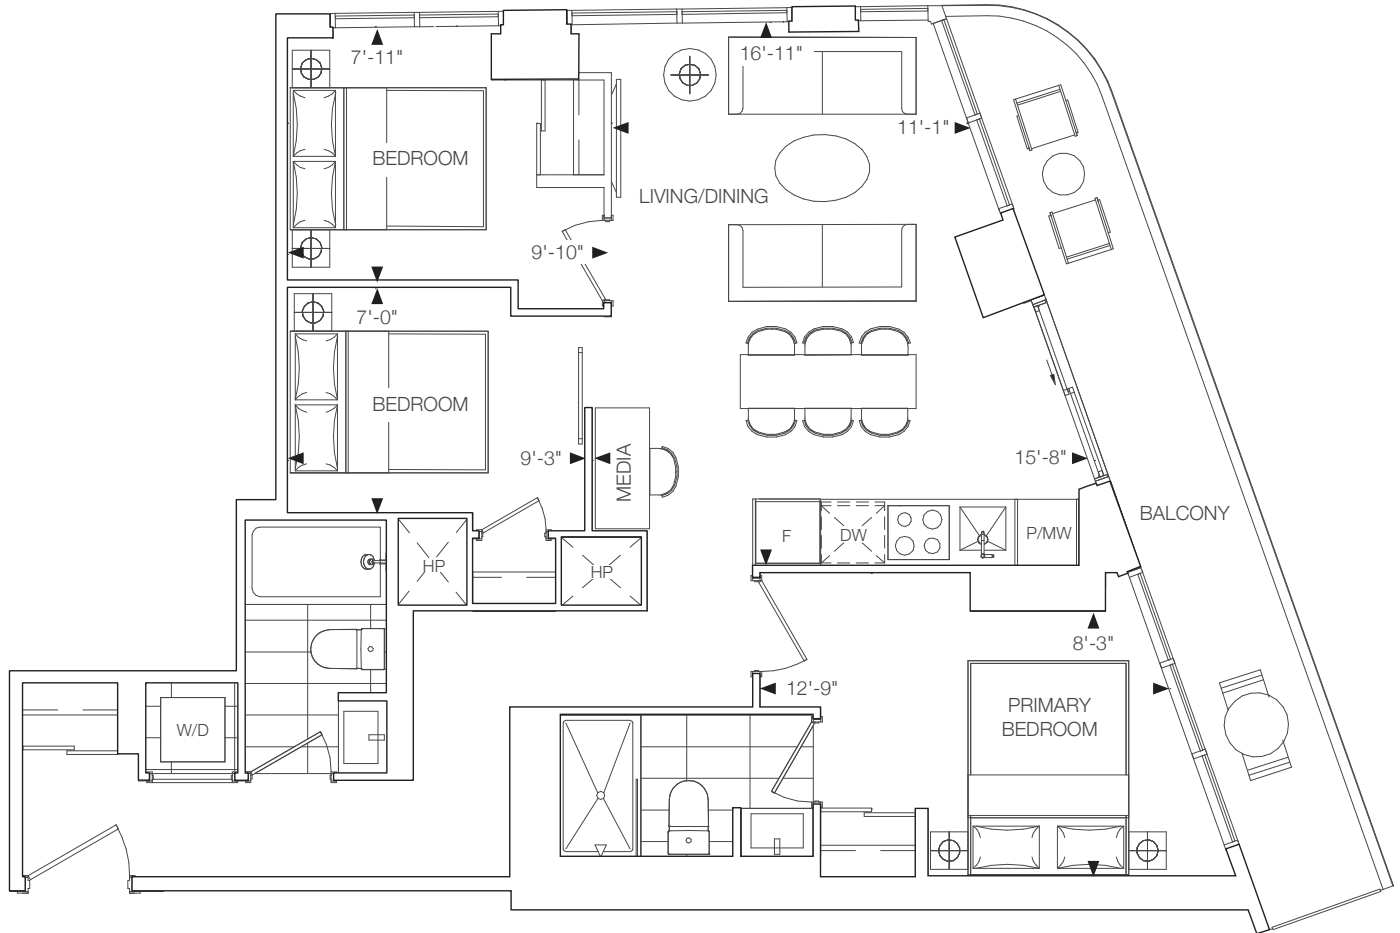 7'-11"
16'-11"
11'-1"
BEDROOM
LIVING/DINING
9'-10"
7'-0"
BEDROOM
9'-3"
MEDIA
15'-8"
BALCONY
F
DW
P/MW
HP
HP
8'-3"
12'-9"
PRIMARY
BEDROOM
W/D